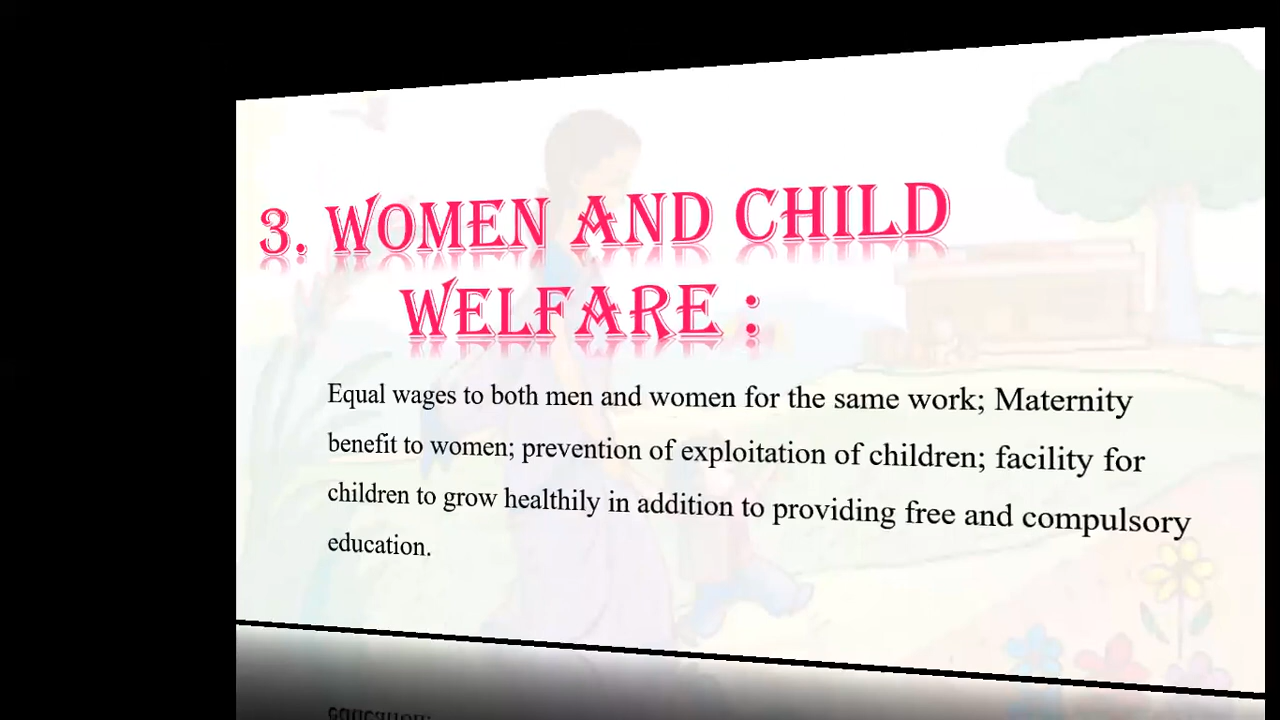 3. WOMEN AND CHILD
WELFARE :
Equal wages to both men and women for the same work; Maternity
benefit to women; prevention of exploitation of children; facility for
children to grow healthily in addition to providing free and compulsory
education.